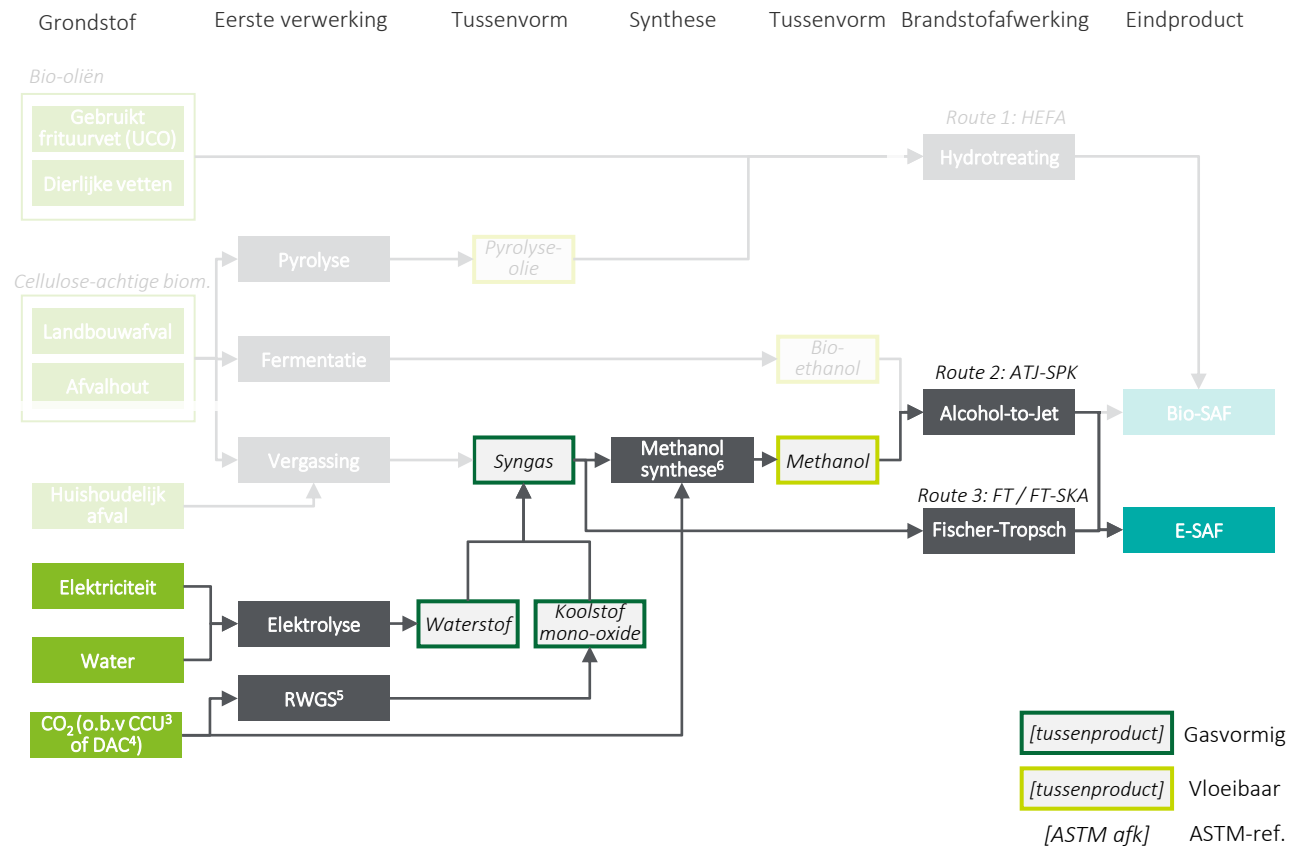 Grondstof
Eerste verwerking
Tussenvorm
Synthese
Tussenvorm
Brandstofafwerking
Eindproduct
Bio-oliën
Gebruikt
frituurvet (UCO)
Dierlijke vetten
Route 1: HEFA
Hydrotreating
Pyrolyse
Pyrolyse-
olie
Cellulose-achtige biom.
Landbouwafval
Afvalhout
Fermentatie
Bio-
ethanol
Route 2: ATJ-SPK
Alcohol-to-Jet
Bio-SAF
Vergassing
Syngas
Methanol
synthese⁶
Methanol
Huishoudelijk
afval
Route 3: FT / FT-SKA
Fischer-Tropsch
E-SAF
Elektriciteit
Water
Elektrolyse
Waterstof
Koolstof
mono-oxide
RWGS⁵
CO₂ (o.b.v CCU³
of DAC⁴)
[tussenproduct] Gasvormig
[tussenproduct] Vloeibaar
[ASTM afk] ASTM-ref.